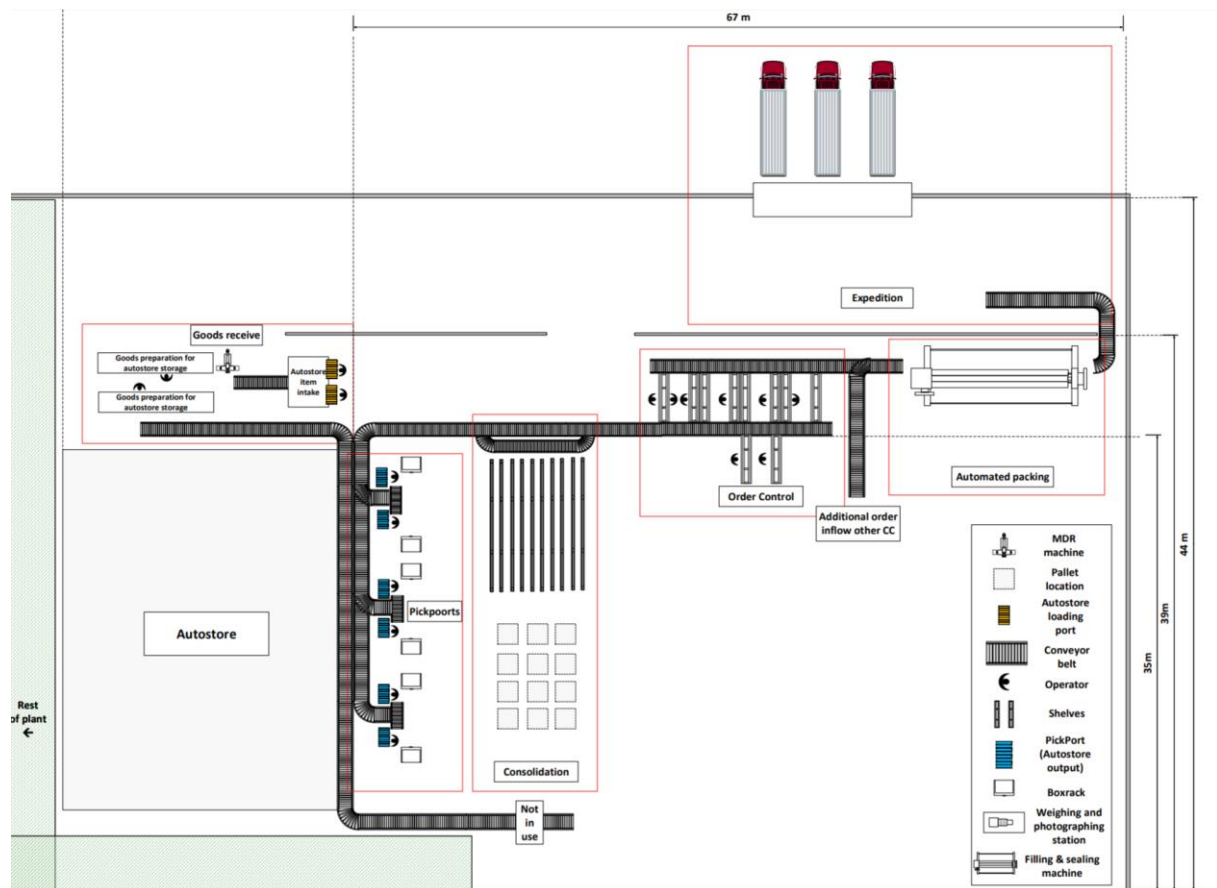 67 m
Expedition
Goods receive
Goods preparation for
autostore storage
Goods preparation for
autostore storage
Autostore
item
intake
Order Control
Additional order
inflow other CC
Automated packing
Pickpoorts
Autostore
Consolidation
Not
in
use
Rest
of plant
←
35m
39m
44 m
MDR
machine
Pallet
location
Autostore
loading
port
Conveyor
belt
Operator
Shelves
PickPort
(Autostore
output)
Boxrack
Weighing and
photographing
station
Filling & sealing
machine